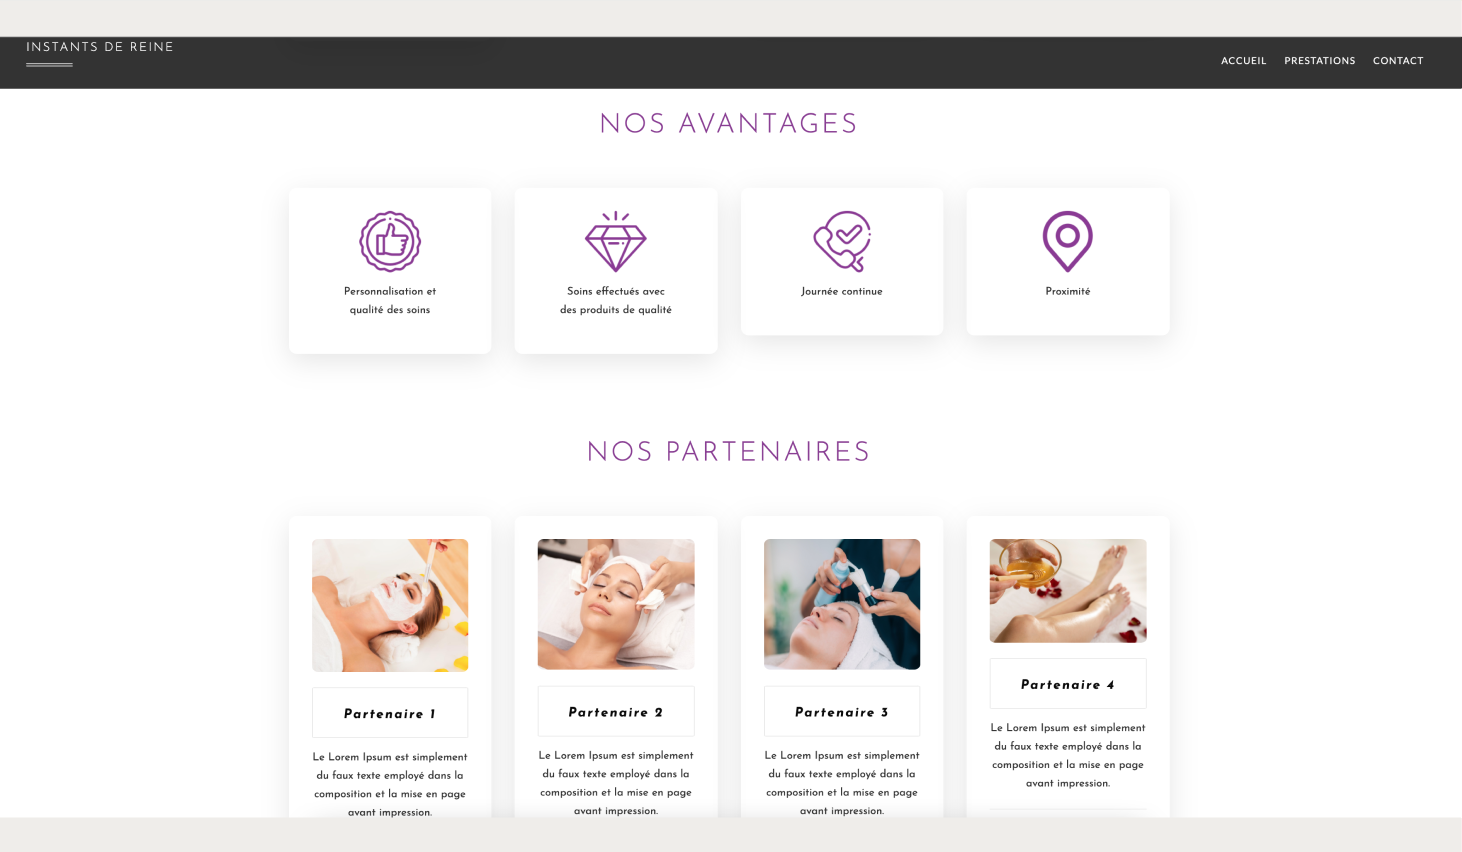 INSTANTS DE REINE
ACCUEIL PRESTATIONS CONTACT
NOS AVANTAGES
Personnalisation et
qualité des soins
Soins effectués avec
des produits de qualité
Journée continue
Proximité
NOS PARTENAIRES
Partenaire 1
Le Lorem Ipsum est simplement
du faux texte employé dans la
composition et la mise en page
avant impression.
Partenaire 2
Le Lorem Ipsum est simplement
du faux texte employé dans la
composition et la mise en page
avant impression.
Partenaire 3
Le Lorem Ipsum est simplement
du faux texte employé dans la
composition et la mise en page
avant impression.
Partenaire 4
Le Lorem Ipsum est simplement
du faux texte employé dans la
composition et la mise en page
avant impression.